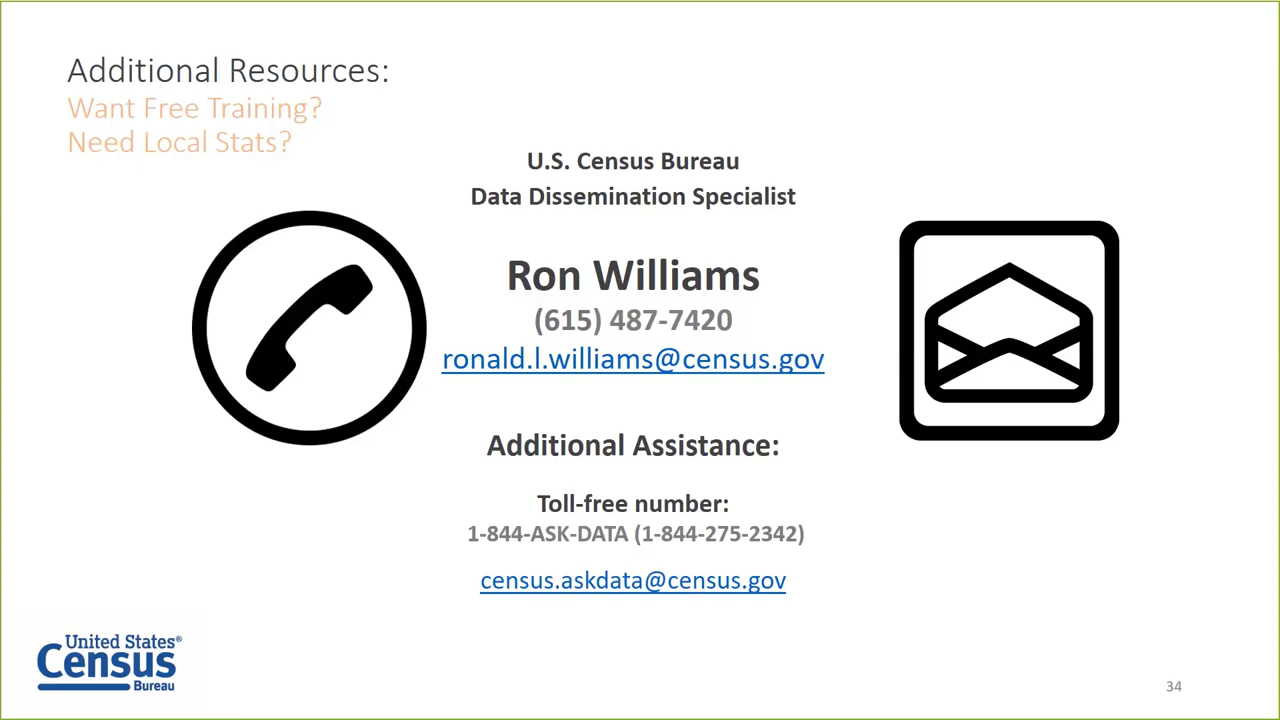 Additional Resources:
Want Free Training?
Need Local Stats?
U.S. Census Bureau
Data Dissemination Specialist
Ron Williams
(615) 487-7420
ronald.l.williams@census.gov
Additional Assistance:
Toll-free number:
1-844-ASK-DATA (1-844-275-2342)
census.askdata@census.gov
United States®
Census
Bureau
34